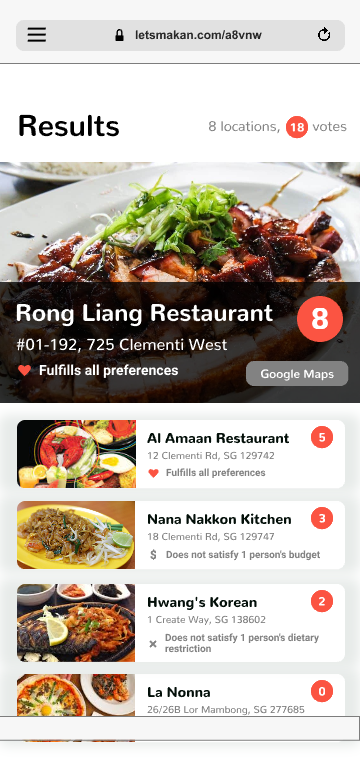 letsmakan.com/a8vnw
Results
8 locations, 18 votes
Rong Liang Restaurant
8
#01-192, 725 Clementi West
Fulfills all preferences
Google Maps
Al Amaan Restaurant
5
12 Clementi Rd, SG 129742
Fulfills all preferences
Nana Nakkon Kitchen
3
18 Clementi Rd, SG 129747
$ Does not satisfy 1 person's budget
Hwang's Korean
2
1 Create Way, SG 138602
Does not satisfy 1 person's dietary
restriction
La Nonna
0
26/26B Lor Mambong, SG 277685